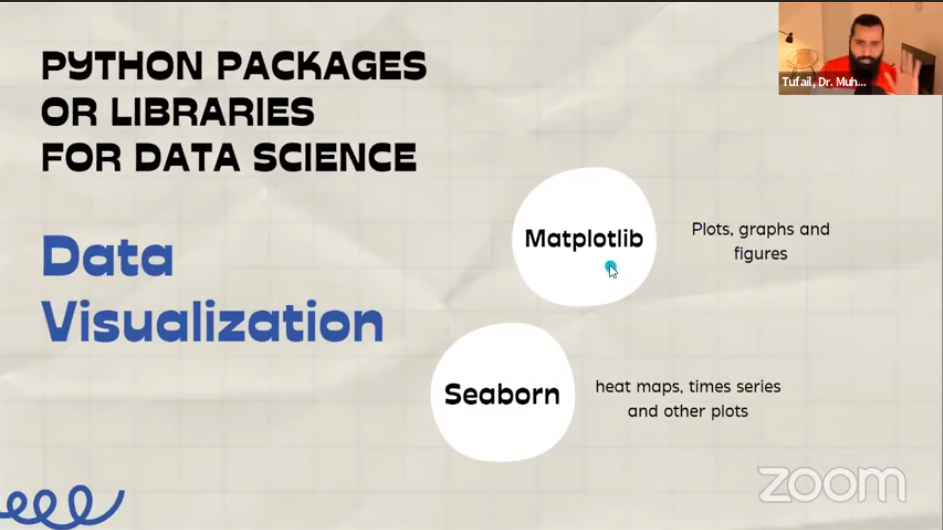 PYTHON PACKAGES
OR LIBRARIES
FOR DATA SCIENCE
Tufail, Dr. Muh...
Data
Visualization
Matplotlib
Plots, graphs and
figures
Seaborn
heat maps, times series
and other plots
zoom